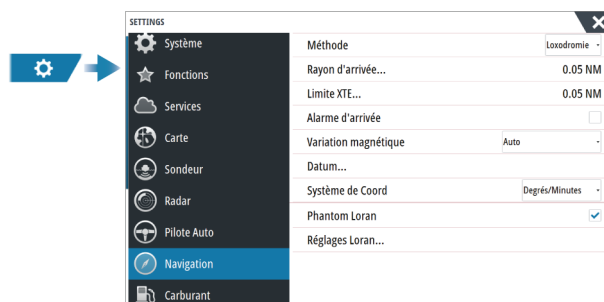 SETTINGS
Système
Fonctions
Services
Carte
Sondeur
Radar
Pilote Auto
Navigation
Carburant
Méthode Loxodromie
Rayon d'arrivée... 0.05 NM
Limite XTE... 0.05 NM
Alarme d'arrivée
Variation magnétique Auto
Datum...
Système de Coord Degrés/Minutes
Phantom Loran
Réglages Loran...